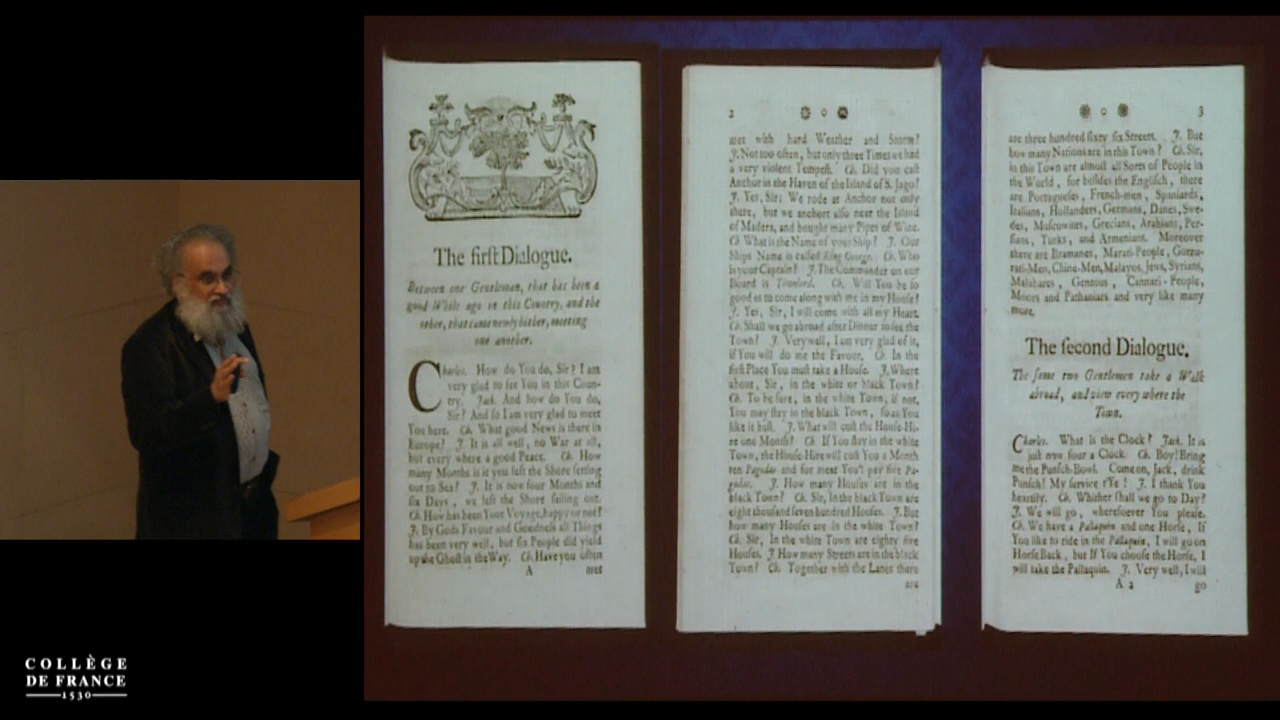 The first Dialogue.
Between one Gentleman, that has been a
good While ago in this Country, and the
other, that came newly hither, meeting
one another.
Charles. How do You do, Sir? I am
very glad to see You in this Coun-
try. Jack. And how do You do,
Sir? And so I am very glad to meet
You here. Ch. What good News is there in
Europe? J. It is all well, no War at all,
but every where a good Peace. Ch. How
many Months is it you left the Shore setting
out to Sea? J. It is now four Months and
six Days, we left the Shore sailing out.
Ch. How has been Your Voyage, happy or not?
J. By Gods Favour and Goodness all Things
has been very well, but six People did yield
up the Ghost in the Way. Ch. Have you often
A met
2
met with hard Weather and Storm?
J. Not too often, but only three Times we had
a very violent Tempest. Ch. Did you cast
Anchor in the Haven of the Island of S. Jago?
J. Yes, Sir; We rode at Anchor not only
there, but we anchort also near the Island
of Madera, and bought many Pipes of Wine.
Ch. What is the Name of your Ship? J. Our
Ships Name is called King George. Ch. Who
is your Captain? J. The Commander on our
Board is Ch. Will You be so
good as to come along with me in my House?
J. Yes, Sir, I will come with all my Heart.
Ch. Shall we go abroad after Dinner to see the
Town? J. Very well, I am very glad of it,
if You will do me the Favour. Ch. In the
first Place You must take a House. J. Where
about, Sir, in the white or black Town?
Ch. To be sure, in the white Town, if not,
You may stay in the black Town, so as You
like it best. J. What will cost the House-Hi-
re one Month? Ch. If You stay in the white
Town, the House-Hire will cost You a Month
ten Pagodas and for meat You'l pay five Pa-
godas. J. How many Houses are in the
black Town? Ch. Sir, In the black Town are
eight thousand seven hundred Houses. J. But
how many Houses are in the white Town?
Ch. Sir, In the white Town are eighty five
Houses. J. How many Streets are in the black
Town? Ch. Together with the Lanes there
are
3
are three hundred sixty six Streets. J. But
how many Nations are in this Town? Ch. Sir,
in this Town are almost all Sorts of People in
the World, for besides the Englisch, there
are Portugueses, French-men, Spaniards,
Italians, Hollanders, Germans, Danes, Swe-
des, Muscowites, Grecians, Arabians, Per-
sians, Turks, and Armenians. Moreover
there are Bramanes, Marati-People, Guzu-
rati-Men, China-Men, Malayos, Jews, Syrians,
Malabares, Gentous, Cannari-People,
Moors and Pathaniars and very like many
more.
The second Dialogue.
The same two Gentlemen take a Walk
abroad, and view every where the
Town.
Charles. What is the Clock? Jack. It is
just now four a Clock. Ch. Boy! Bring
me the Punsch-Bowl. Come on, Jack, drink
Punsch! My service t'Ye! J. I thank You
heartily. Ch. Whither shall we go to Day?
J. We will go, wheresoever You please.
Ch. We have a Pallaquin and one Horse, If
You like to ride in the Pallaquin, I will go on
Horse Back, but If You choose the Horse, I
will take the Pallaquin. J. Very well, I will
A 2 go
COLLÈGE
DE FRANCE
1530